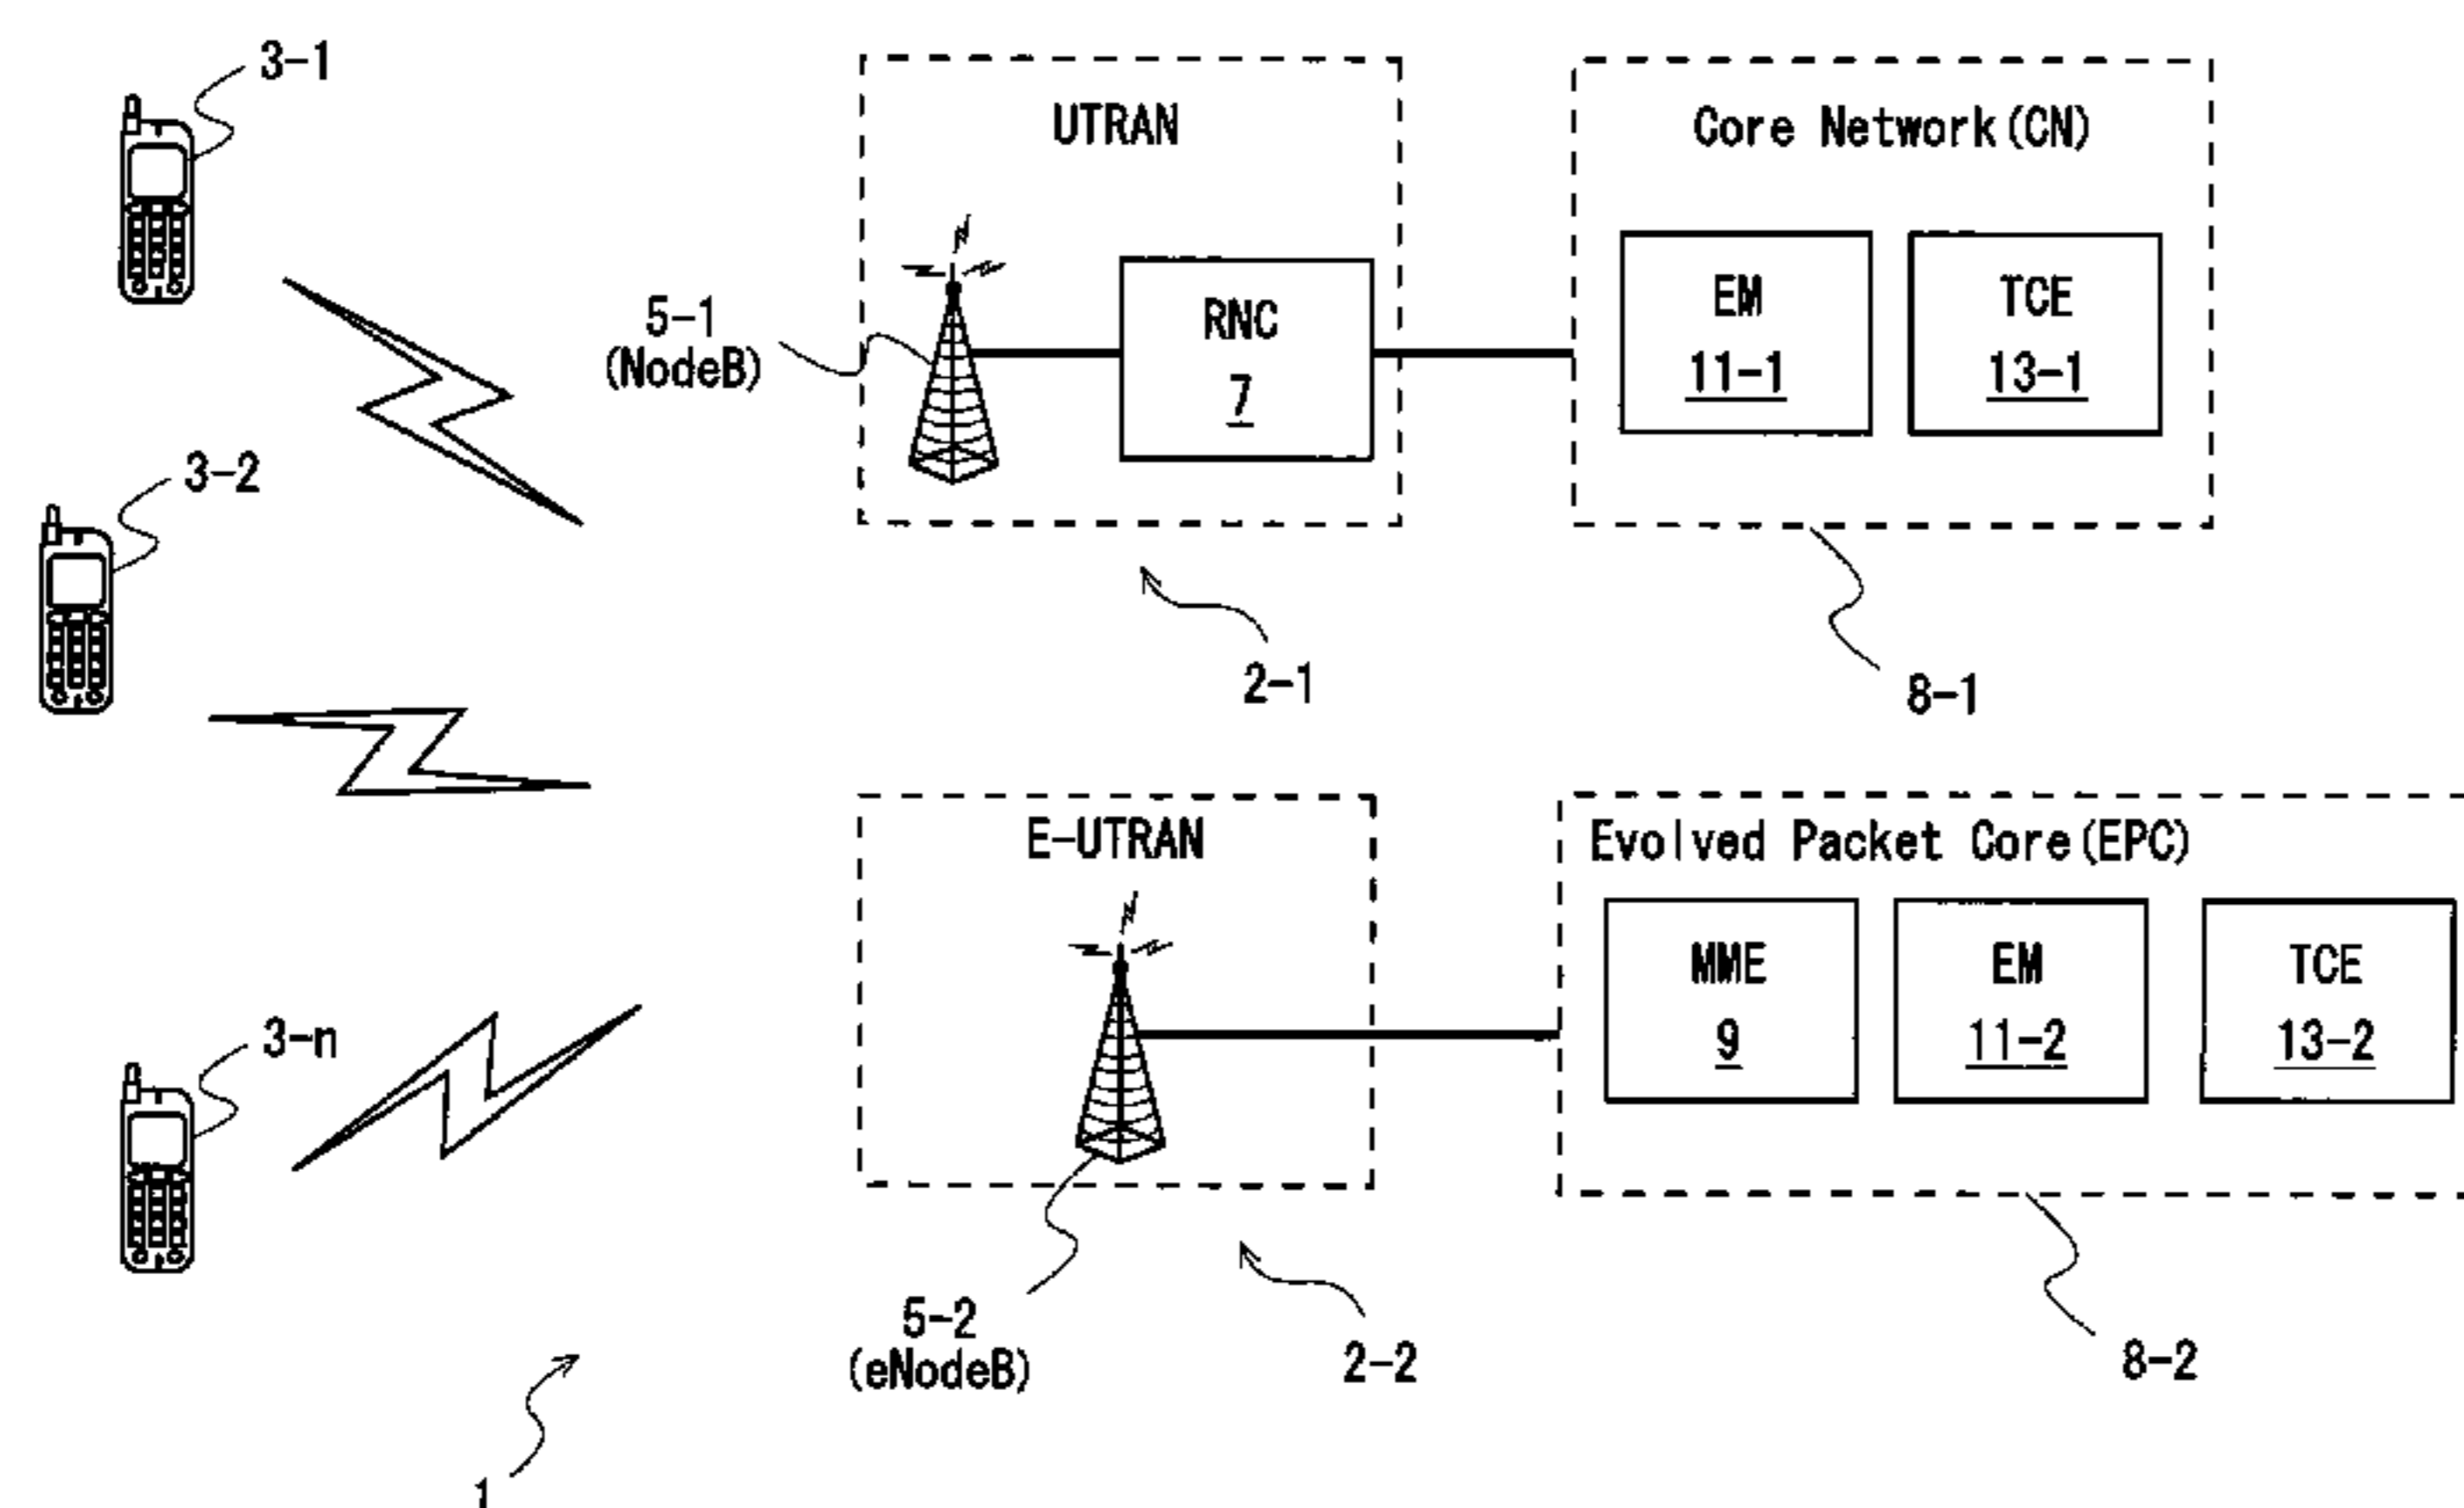 3-1
UTRAN
Core Network(CN)
5-1
(NodeB)
RNC
7
EM
11-1
TCE
13-1
3-2
2-1
8-1
E-UTRAN
Evolved Packet Core(EPC)
MME
9
EM
11-2
TCE
13-2
3-n
5-2
(eNodeB)
2-2
8-2
1